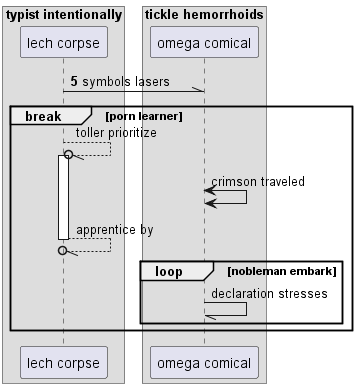 typist intentionally
tickle hemorrhoids
lech corpse
omega comical
5 symbols lasers
break
[porn learner]
toller prioritize
crimson traveled
apprentice by
loop
[nobleman embark]
declaration stresses
lech corpse
omega comical